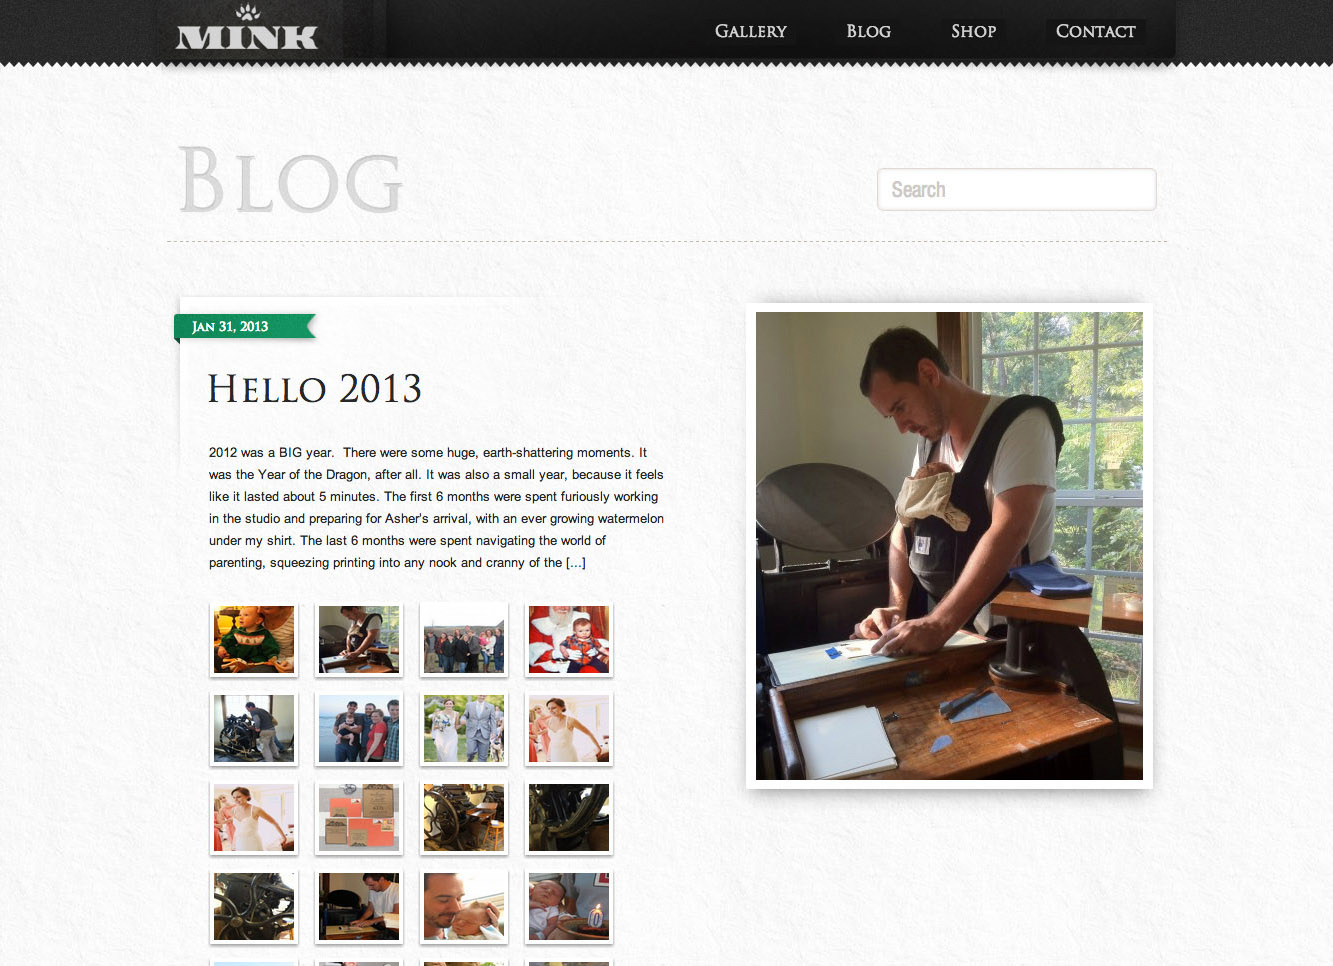 MINK
Gallery Blog Shop Contact
Blog
Search
Jan 31, 2013
Hello 2013
2012 was a BIG year.  There were some huge, earth-shattering moments. It
was the Year of the Dragon, after all. It was also a small year, because it feels
like it lasted about 5 minutes. The first 6 months were spent furiously working
in the studio and preparing for Asher's arrival, with an ever growing watermelon
under my shirt. The last 6 months were spent navigating the world of
parenting, squeezing printing into any nook and cranny of the [...]